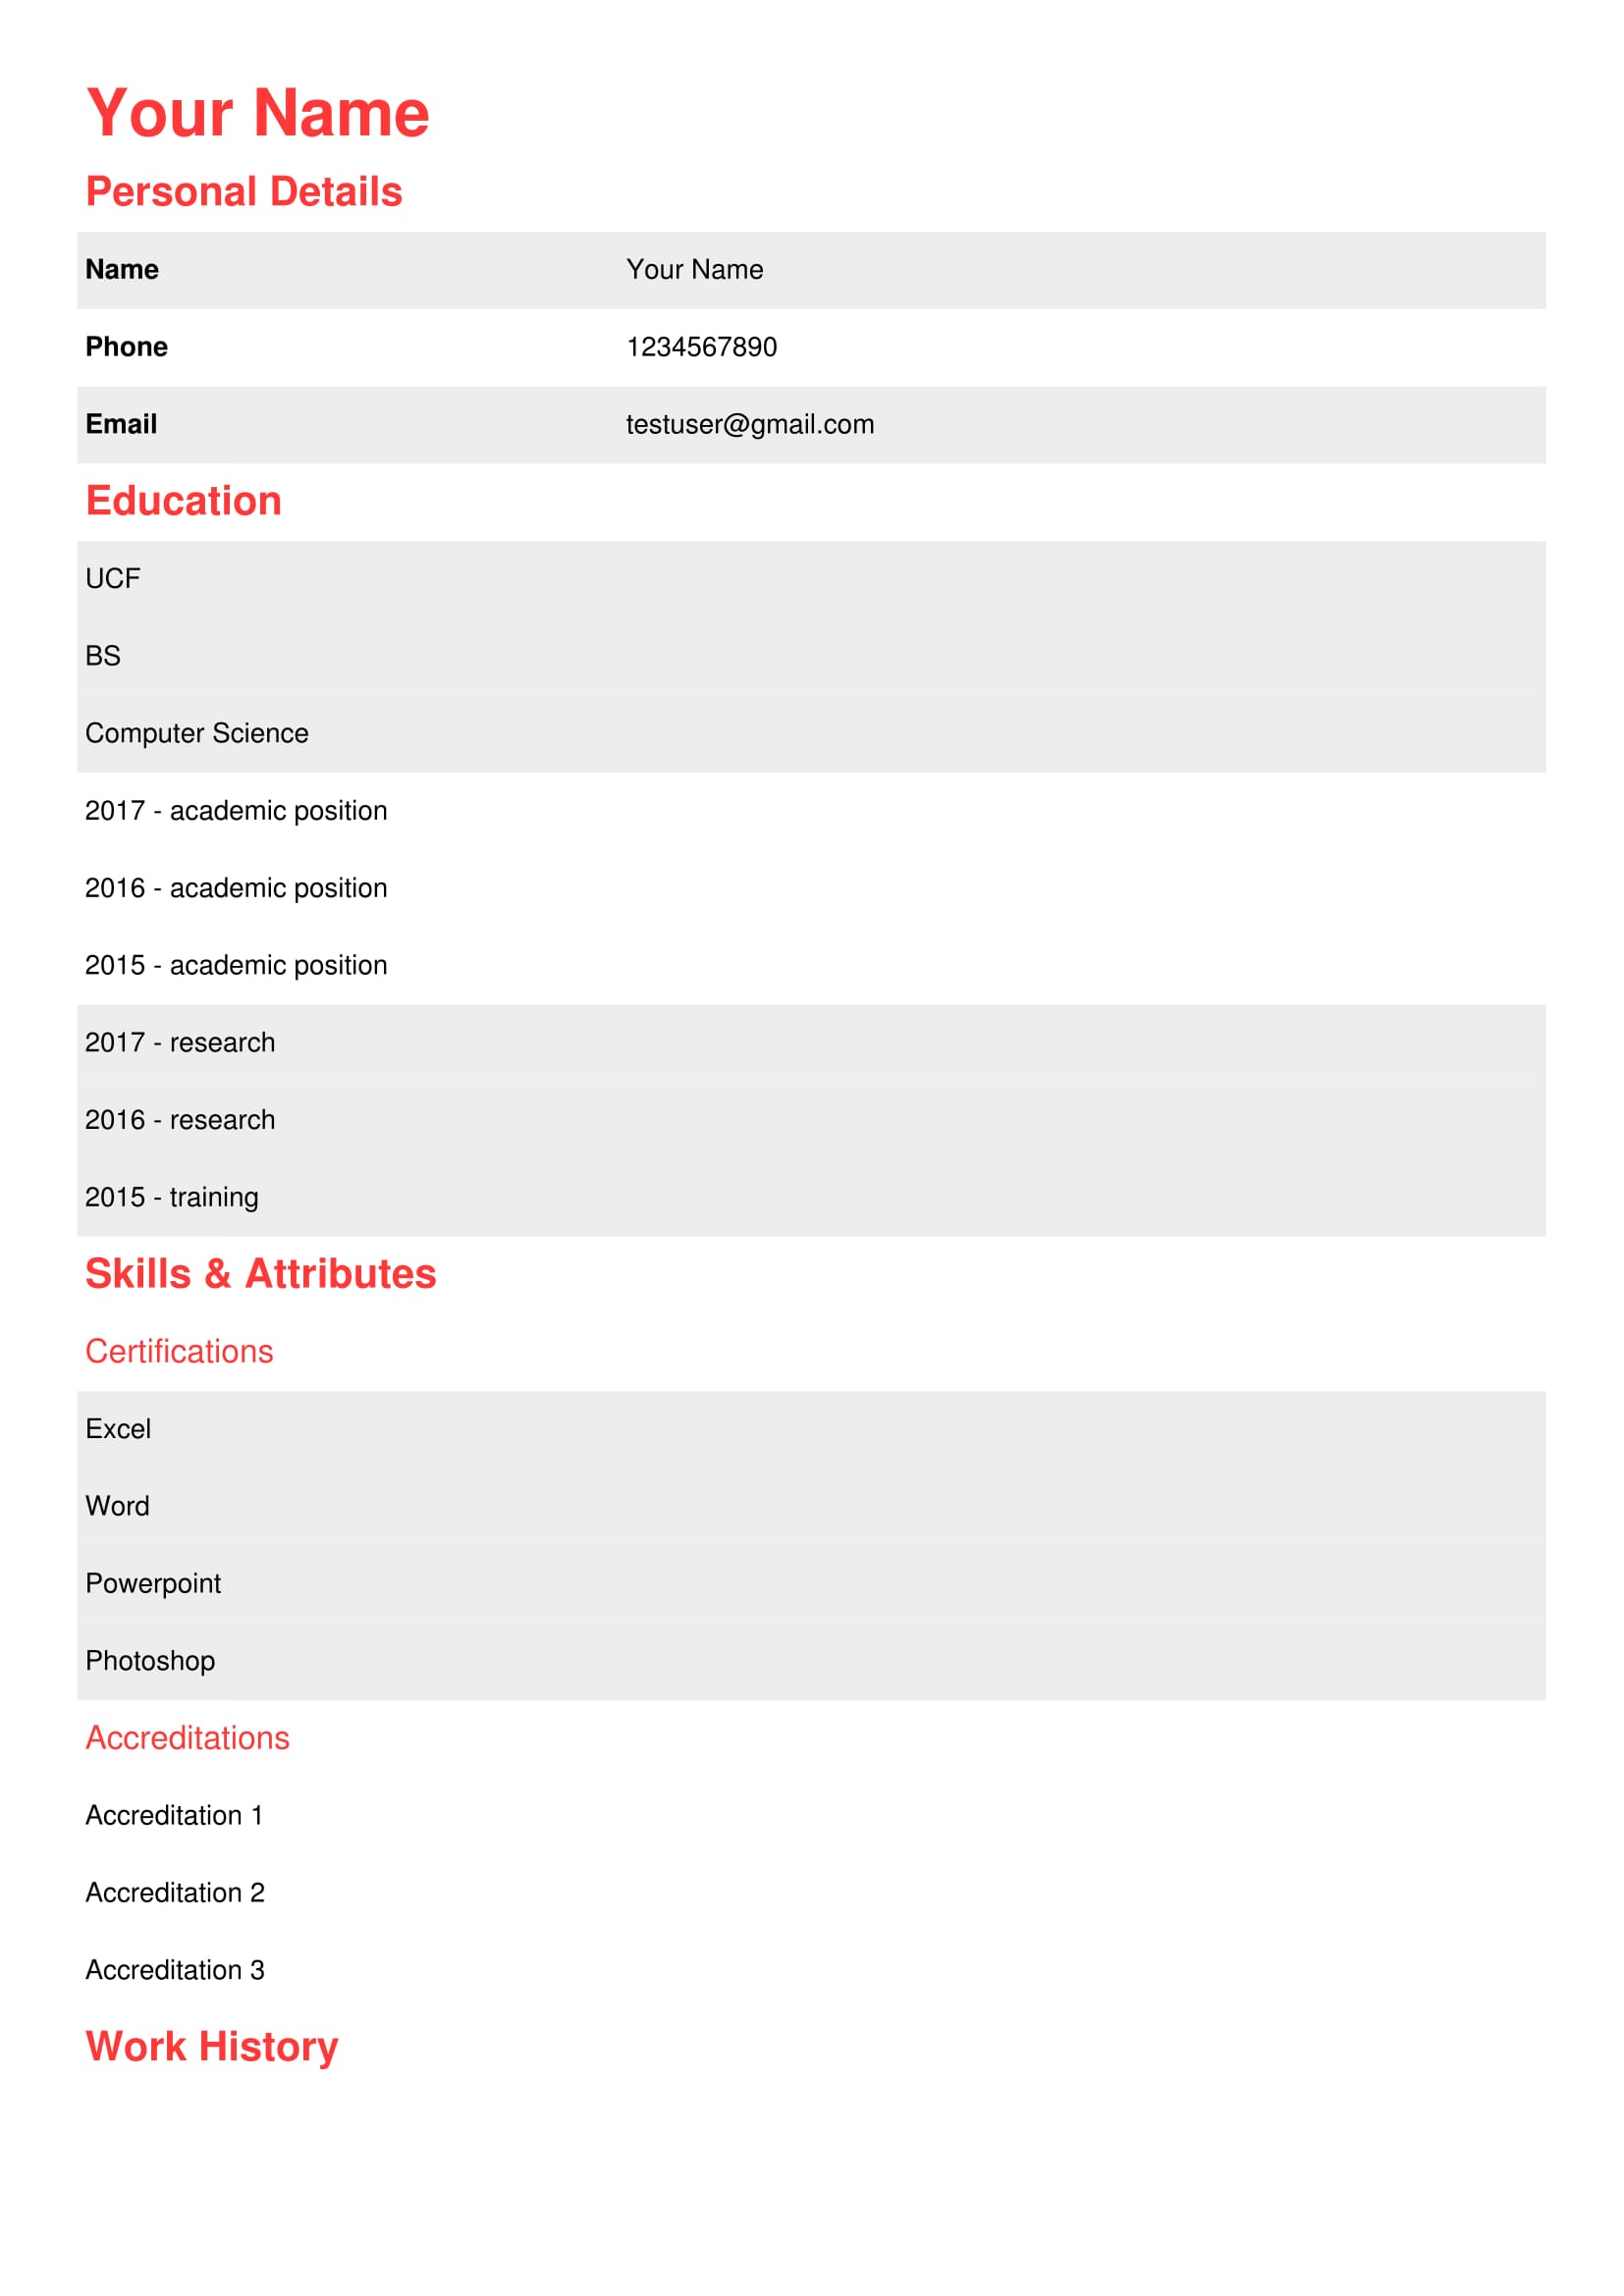 Your Name
Personal Details
Name Your Name
Phone 1234567890
Email testuser@gmail.com
Education
UCF
BS
Computer Science
2017 - academic position
2016 - academic position
2015 - academic position
2017 - research
2016 - research
2015 - training
Skills & Attributes
Certifications
Excel
Word
Powerpoint
Photoshop
Accreditations
Accreditation 1
Accreditation 2
Accreditation 3
Work History